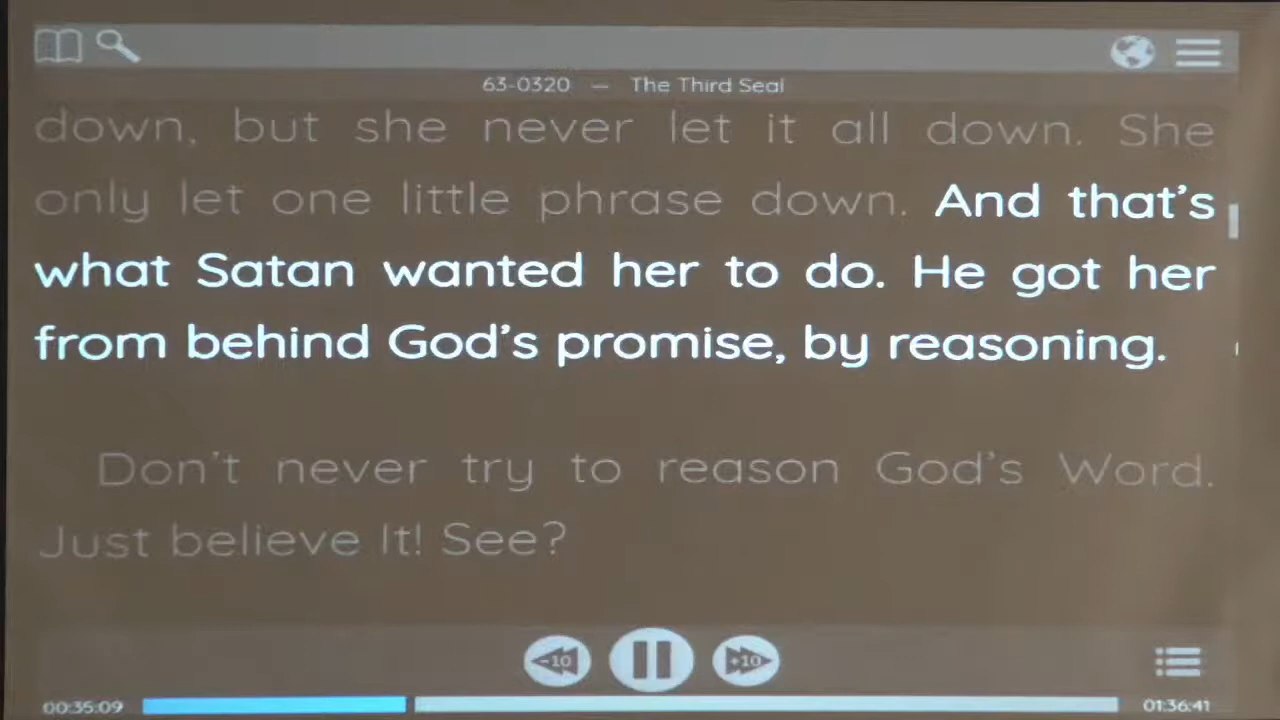 63-0320 — The Third Seal
down, but she never let it all down. She
only let one little phrase down. And that's
what Satan wanted her to do. He got her
from behind God's promise, by reasoning.
Don't never try to reason God's Word.
Just believe It! See?
-10 +10
00:35:09 01:36:41